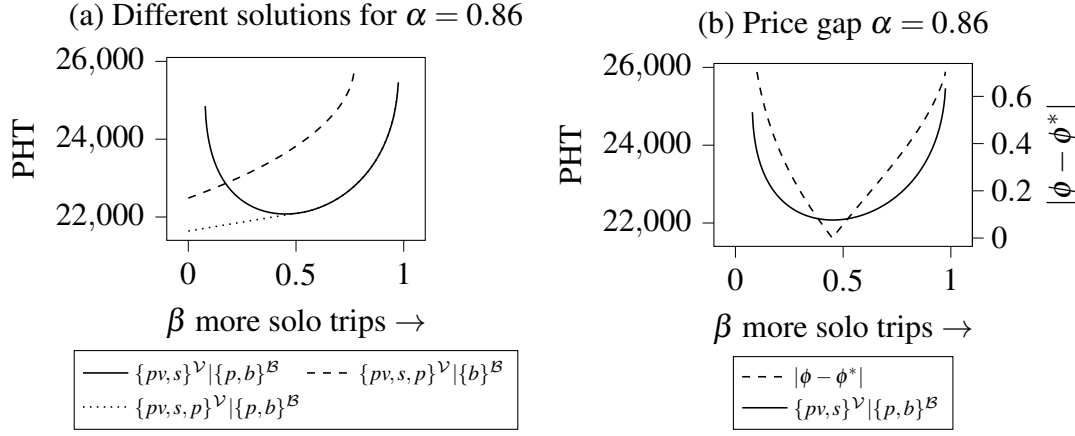 (a) Different solutions for α = 0.86
26,000
24,000
22,000
PHT
0
0.5
1
β more solo trips →
{pv,s}^𝒱|{p,b}^ℬ
{pv,s,p}^𝒱|{b}^ℬ
{pv,s,p}^𝒱|{p,b}^ℬ
(b) Price gap α = 0.86
26,000
24,000
22,000
PHT
0.6
0.4
0.2
0
|ϕ − ϕ*|
0
0.5
1
β more solo trips →
|ϕ − ϕ*|
{pv,s}^𝒱|{p,b}^ℬ